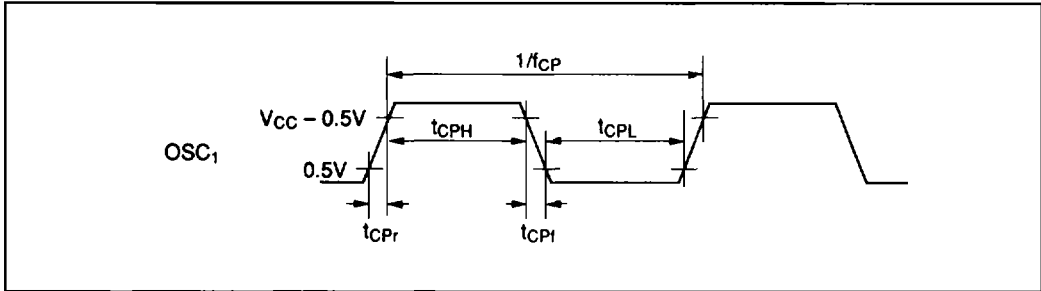 1/fCP
VCC – 0.5V
tCPH
tCPL
OSC1
0.5V
tCPr
tCPf